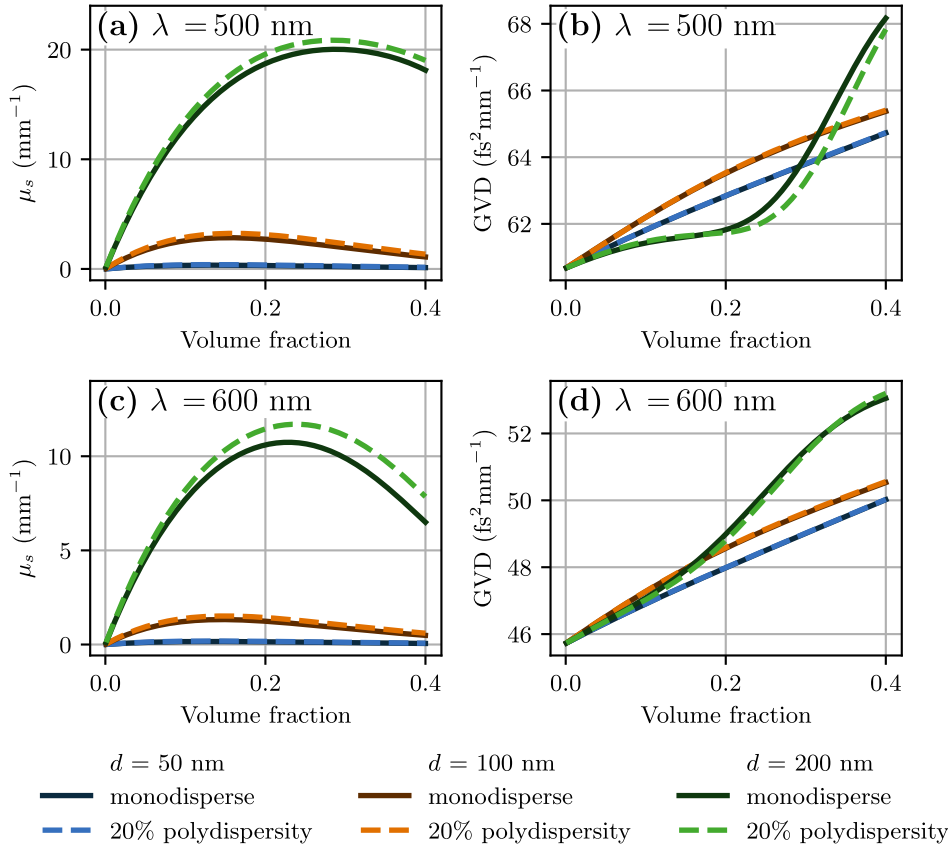 (a) λ = 500 nm
20
10
0
μs (mm⁻¹)
0.0 0.2 0.4
Volume fraction
(b) λ = 500 nm
68
66
64
62
GVD (fs²mm⁻¹)
0.0 0.2 0.4
Volume fraction
(c) λ = 600 nm
10
5
0
μs (mm⁻¹)
0.0 0.2 0.4
Volume fraction
(d) λ = 600 nm
52
50
48
46
GVD (fs²mm⁻¹)
0.0 0.2 0.4
Volume fraction
d = 50 nm
monodisperse
20% polydispersity
d = 100 nm
monodisperse
20% polydispersity
d = 200 nm
monodisperse
20% polydispersity